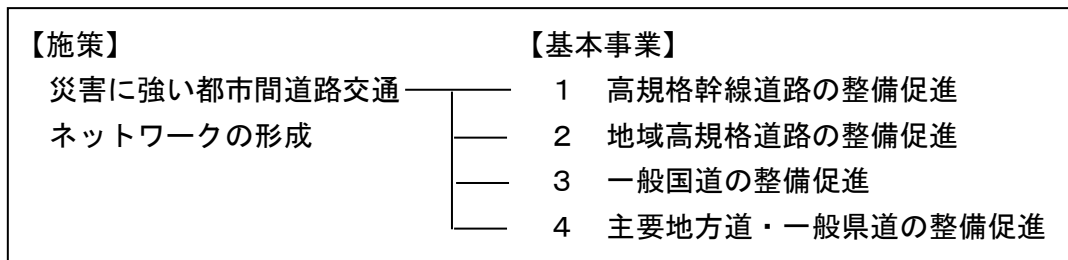 【施策】 【基本事業】
災害に強い都市間道路交通 1 高規格幹線道路の整備促進
ネットワークの形成 2 地域高規格道路の整備促進
3 一般国道の整備促進
4 主要地方道・一般県道の整備促進